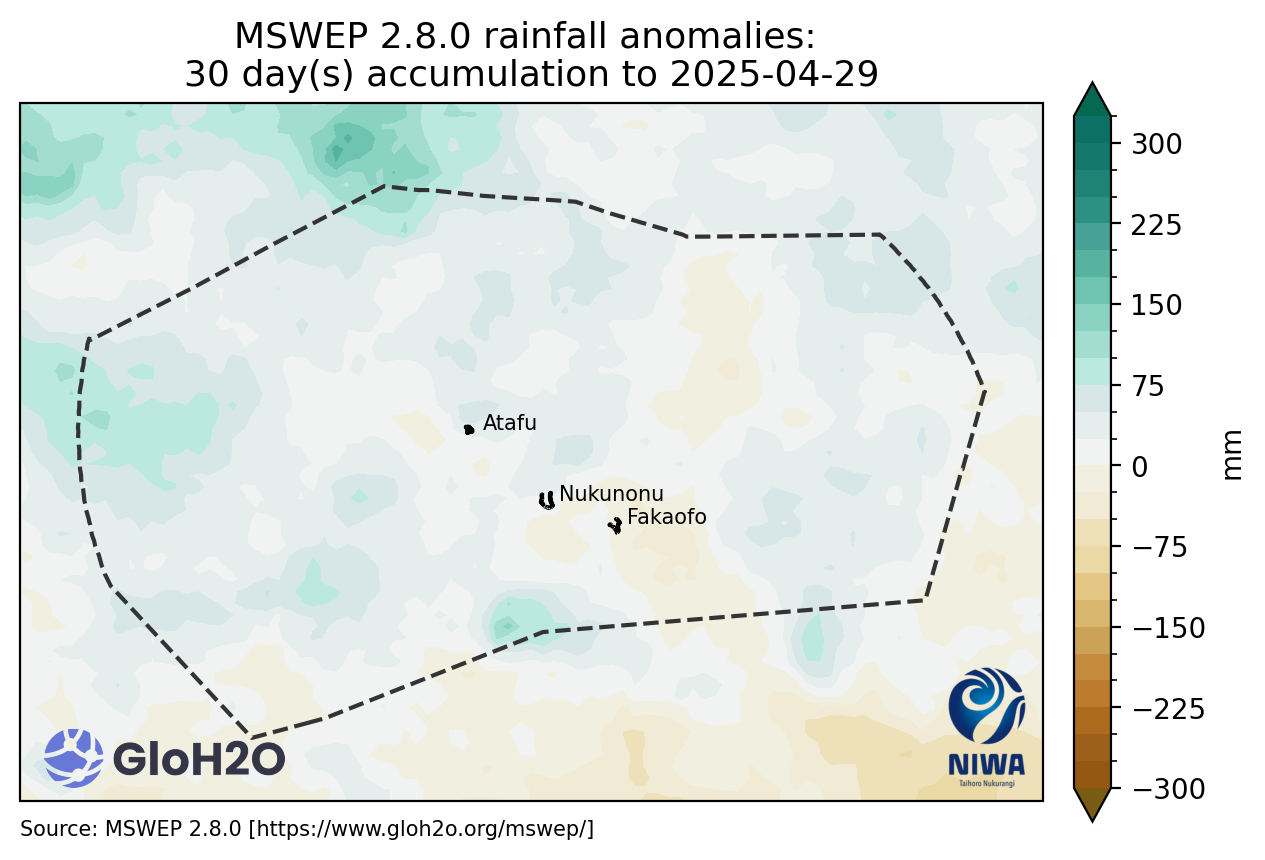 MSWEP 2.8.0 rainfall anomalies:
30 day(s) accumulation to 2025-04-29
300
225
150
75
0
−75
−150
−225
−300
mm
Atafu
Nukunonu
Fakaofo
GloH2O
NIWA
Taihoro Nukurangi
Source: MSWEP 2.8.0 [https://www.gloh2o.org/mswep/]